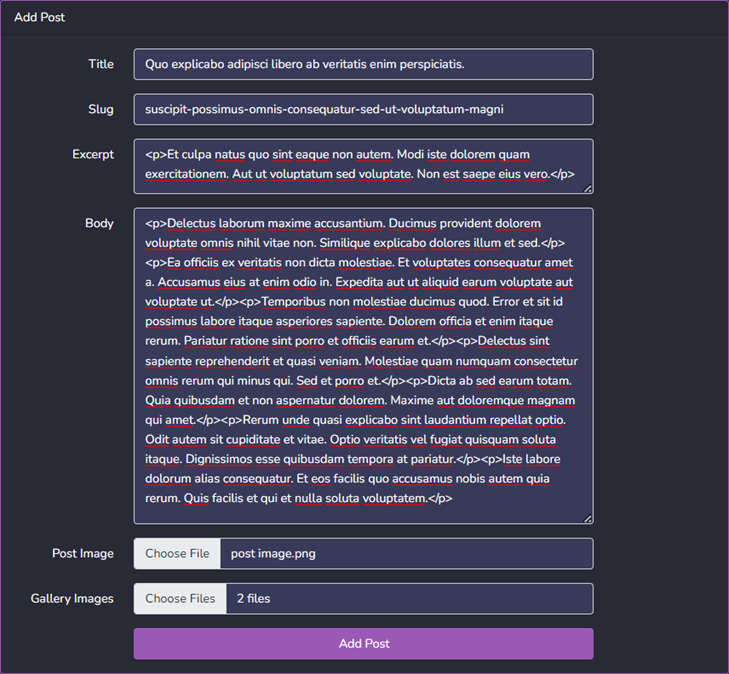 Add Post
Title
Quo explicabo adipisci libero ab veritatis enim perspiciatis.
Slug
suscipit-possimus-omnis-consequatur-sed-ut-voluptatum-magni
Excerpt
<p>Et culpa natus quo sint eaque non autem. Modi iste dolorem quam
exercitationem. Aut ut voluptatum sed voluptate. Non est saepe eius vero.</p>
Body
<p>Delectus laborum maxime accusantium. Ducimus provident dolorem
voluptate omnis nihil vitae non. Similique explicabo dolores illum et sed.</p>
<p>Ea officiis ex veritatis non dicta molestiae. Et voluptates consequatur amet
a. Accusamus eius at enim odio in. Expedita aut ut aliquid earum voluptate aut
voluptate ut.</p><p>Temporibus non molestiae ducimus quod. Error et sit id
possimus labore itaque asperiores sapiente. Dolorem officia et enim itaque
rerum. Pariatur ratione sint porro et officiis earum et.</p><p>Delectus sint
sapiente reprehenderit et quasi veniam. Molestiae quam numquam consectetur
omnis rerum qui minus qui. Sed et porro et.</p><p>Dicta ab sed earum totam.
Quia quibusdam et non aspernatur dolorem. Maxime aut doloremque magnam
qui amet.</p><p>Rerum unde quasi explicabo sint laudantium repellat optio.
Odit autem sit cupiditate et vitae. Optio veritatis vel fugiat quisquam soluta
itaque. Dignissimos esse quibusdam tempora at pariatur.</p><p>Iste labore
dolorum alias consequatur. Et eos facilis quo accusamus nobis autem quia
rerum. Quis facilis et qui et nulla soluta voluptatem.</p>
Post Image
Choose File
post image.png
Gallery Images
Choose Files
2 files
Add Post